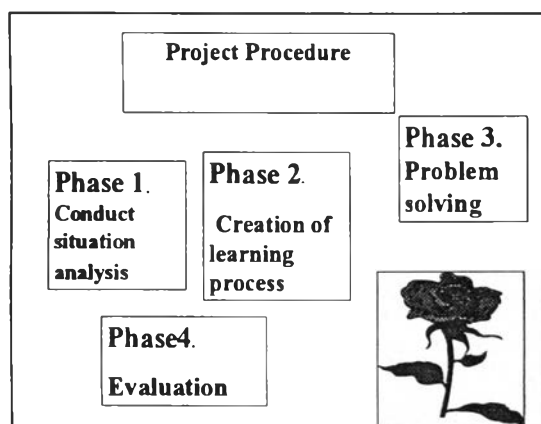 Project Procedure
Phase 1.
Conduct
situation
analysis
Phase 2.
Creation of
learning
process
Phase 3.
Problem
solving
Phase4.
Evaluation